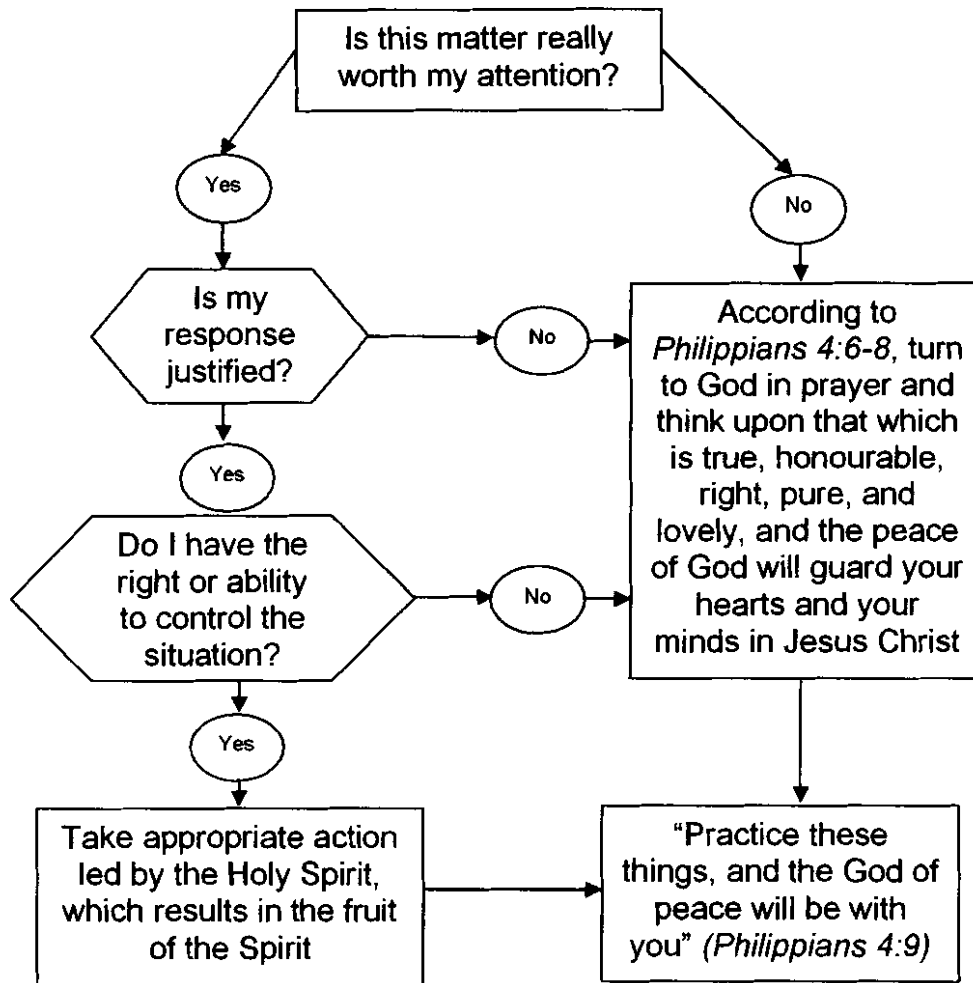 Is this matter really
worth my attention?
Yes
No
Is my
response
justified?
No
According to
Philippians 4:6-8, turn
to God in prayer and
think upon that which
is true, honourable,
right, pure, and
lovely, and the peace
of God will guard your
hearts and your
minds in Jesus Christ
Yes
Do I have the
right or ability
to control the
situation?
No
Yes
Take appropriate action
led by the Holy Spirit,
which results in the fruit
of the Spirit
“Practice these
things, and the God of
peace will be with
you” (Philippians 4:9)